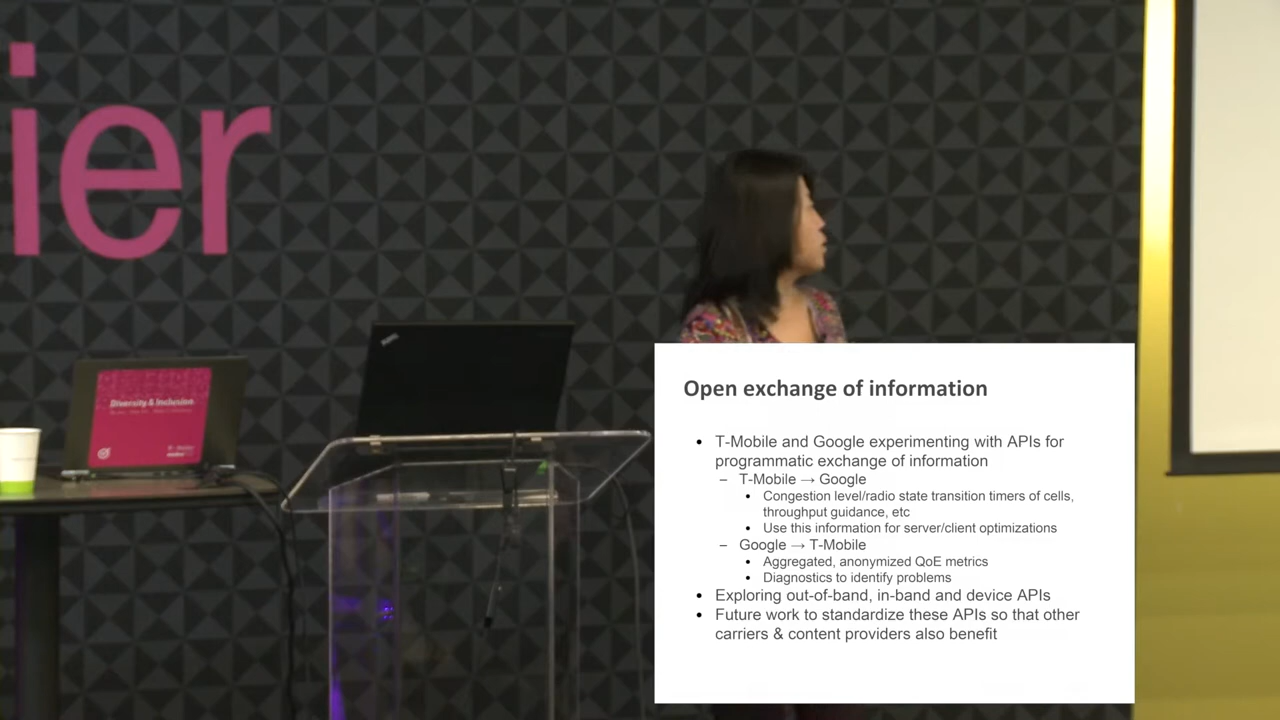 ier
Diversity & Inclusion.
ThinkPad
Open exchange of information
• T-Mobile and Google experimenting with APIs for
programmatic exchange of information
– T-Mobile → Google
• Congestion level/radio state transition timers of cells,
throughput guidance, etc
• Use this information for server/client optimizations
– Google → T-Mobile
• Aggregated, anonymized QoE metrics
• Diagnostics to identify problems
• Exploring out-of-band, in-band and device APIs
• Future work to standardize these APIs so that other
carriers & content providers also benefit